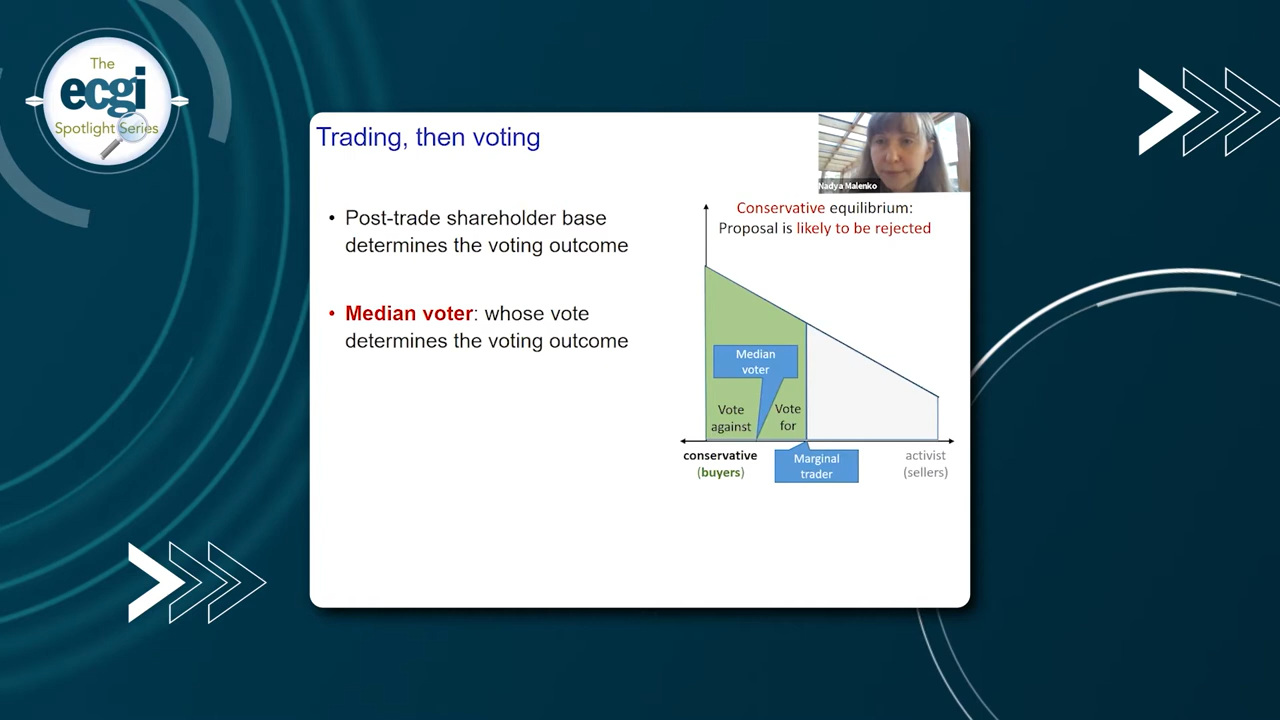 The
ecgi
Spotlight Series
Trading, then voting
Nadya Malenko
• Post-trade shareholder base
determines the voting outcome
• Median voter: whose vote
determines the voting outcome
Conservative equilibrium:
Proposal is likely to be rejected
Median
voter
Vote
against
Vote
for
conservative
(buyers)
Marginal
trader
activist
(sellers)